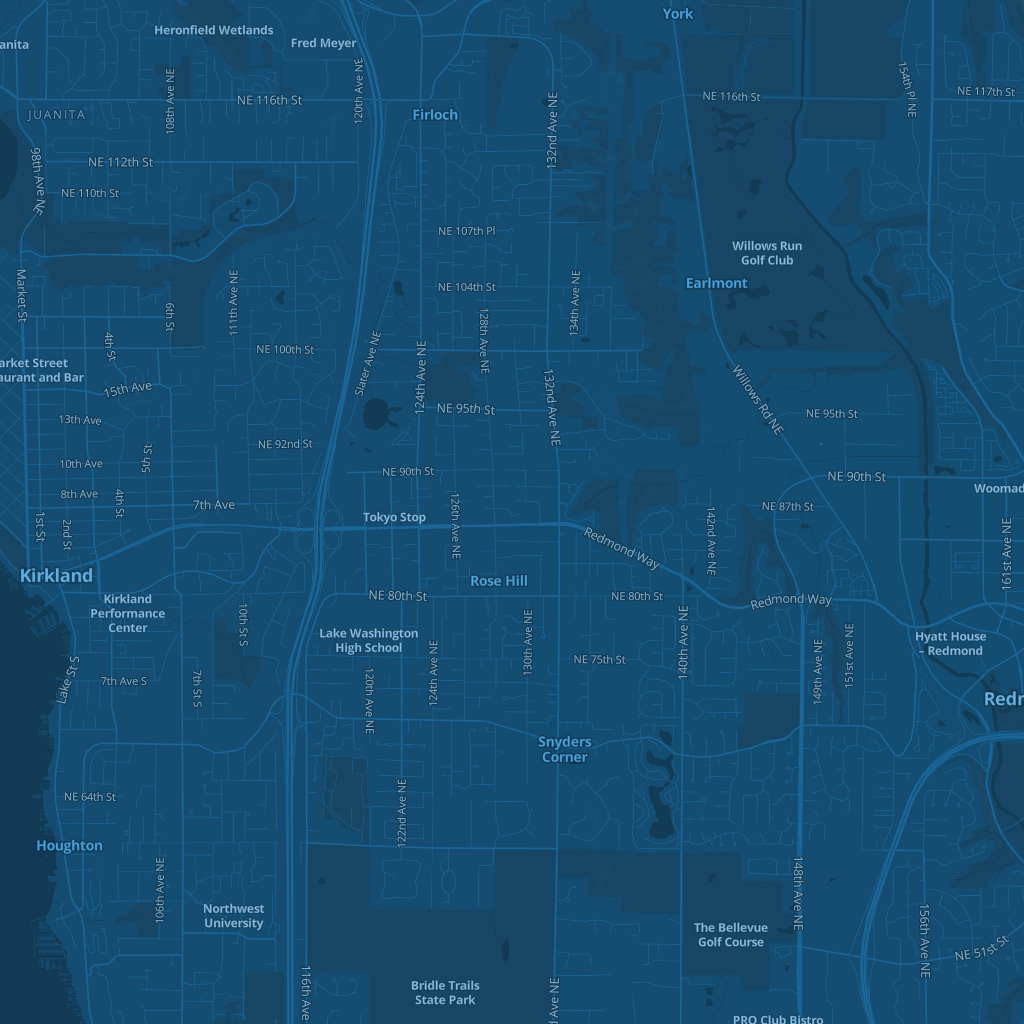 York
Heronfield Wetlands
Fred Meyer
anita
154th Pl NE
108th Ave NE
120th Ave NE
NE 117th St
NE 116th St
NE 116th St
132nd Ave NE
JUANITA
Firloch
NE 112th St
98th Ave NE
NE 110th St
NE 107th Pl
Willows Run
Golf Club
Earlmont
Market St
111th Ave NE
NE 104th St
134th Ave NE
6th St
128th Ave NE
4th St
NE 100th St
Slater Ave NE
124th Ave NE
arket Street
aurant and Bar
15th Ave
132nd Ave NE
Willows Rd NE
13th Ave
NE 95th St
NE 95th St
NE 92nd St
5th St
10th Ave
NE 90th St
NE 90th St
8th Ave
4th St
7th Ave
Woomad
NE 87th St
Tokyo Stop
126th Ave NE
1st St
2nd St
142nd Ave NE
161st Ave NE
Redmond Way
Kirkland
Rose Hill
NE 80th St
NE 80th St
Redmond Way
Kirkland
Performance
Center
10th St S
Lake Washington
High School
130th Ave NE
140th Ave NE
Hyatt House
– Redmond
149th Ave NE
151st Ave NE
NE 75th St
Lake St S
7th Ave S
7th St S
124th Ave NE
120th Ave NE
Redr
Snyders
Corner
NE 64th St
122nd Ave NE
Houghton
106th Ave NE
148th Ave NE
Northwest
University
156th Ave NE
The Bellevue
Golf Course
NE 51st St
116th Ave
Bridle Trails
State Park
d Ave NE
PRO Club Bistro